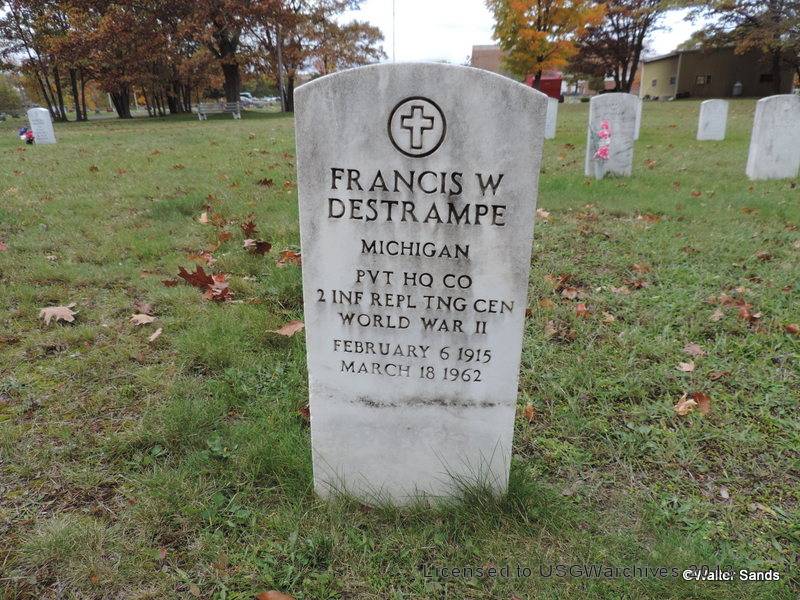 FRANCIS W
DESTRAMPE
MICHIGAN
PVT HQ CO
2 INF REPL TNG CEN
WORLD WAR II
FEBRUARY 6 1915
MARCH 18 1962
Licensed to USGWarchives
©Walter Sands